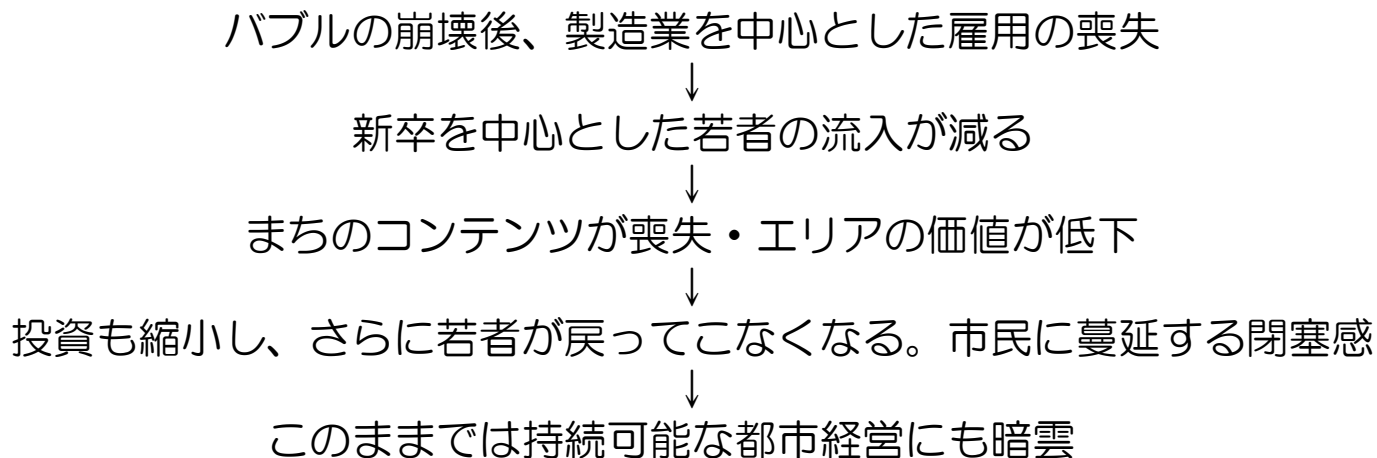 バブルの崩壊後、製造業を中心とした雇用の喪失
↓
新卒を中心とした若者の流入が減る
↓
まちのコンテンツが喪失・エリアの価値が低下
↓
投資も縮小し、さらに若者が戻ってこなくなる。市民に蔓延する閉塞感
↓
このままでは持続可能な都市経営にも暗雲